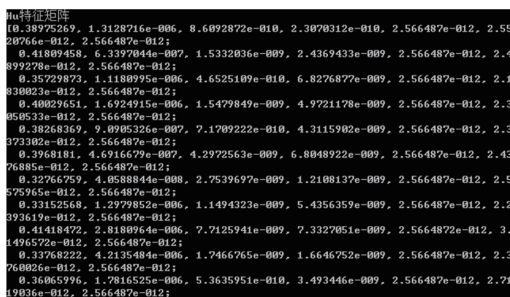 Hu特征矩阵
[0.38975269, 1.3128716e-006, 8.6092872e-010, 2.3070312e-010, 2.566487e-012, 2.55
20766e-012, 2.566487e-012;
0.41809458, 6.3397044e-007, 1.5332036e-009, 2.4369433e-009, 2.566487e-012, 2.4
899278e-012, 2.566487e-012;
0.35729873, 1.1180995e-006, 4.6525109e-010, 6.8276877e-009, 2.566487e-012, 2.1
830023e-012, 2.566487e-012;
0.40029651, 1.6924915e-006, 1.5479849e-009, 4.9721178e-009, 2.566487e-012, 2.3
050533e-012, 2.566487e-012;
0.38268369, 9.0905326e-007, 7.1709222e-010, 4.3115902e-009, 2.566487e-012, 2.3
373302e-012, 2.566487e-012;
0.3968181, 4.6916679e-007, 4.2972563e-009, 6.8048922e-009, 2.566487e-012, 2.43
76885e-012, 2.566487e-012;
0.32766759, 4.0588844e-008, 2.7539697e-009, 1.2108137e-009, 2.566487e-012, 2.5
575965e-012, 2.566487e-012;
0.33152568, 1.2979852e-006, 1.1494323e-009, 5.4356359e-009, 2.566487e-012, 2.2
393619e-012, 2.566487e-012;
0.41418472, 2.8180964e-006, 7.7125941e-009, 7.3327051e-009, 2.5664872e-012, 3.
1496572e-012, 2.566487e-012;
0.33768222, 4.2135484e-006, 1.7466765e-009, 1.6646752e-009, 2.566487e-012, 2.3
760026e-012, 2.566487e-012;
0.36065996, 1.7816525e-006, 5.3635951e-010, 3.493446e-009, 2.566487e-012, 2.71
19036e-012, 2.566487e-012;